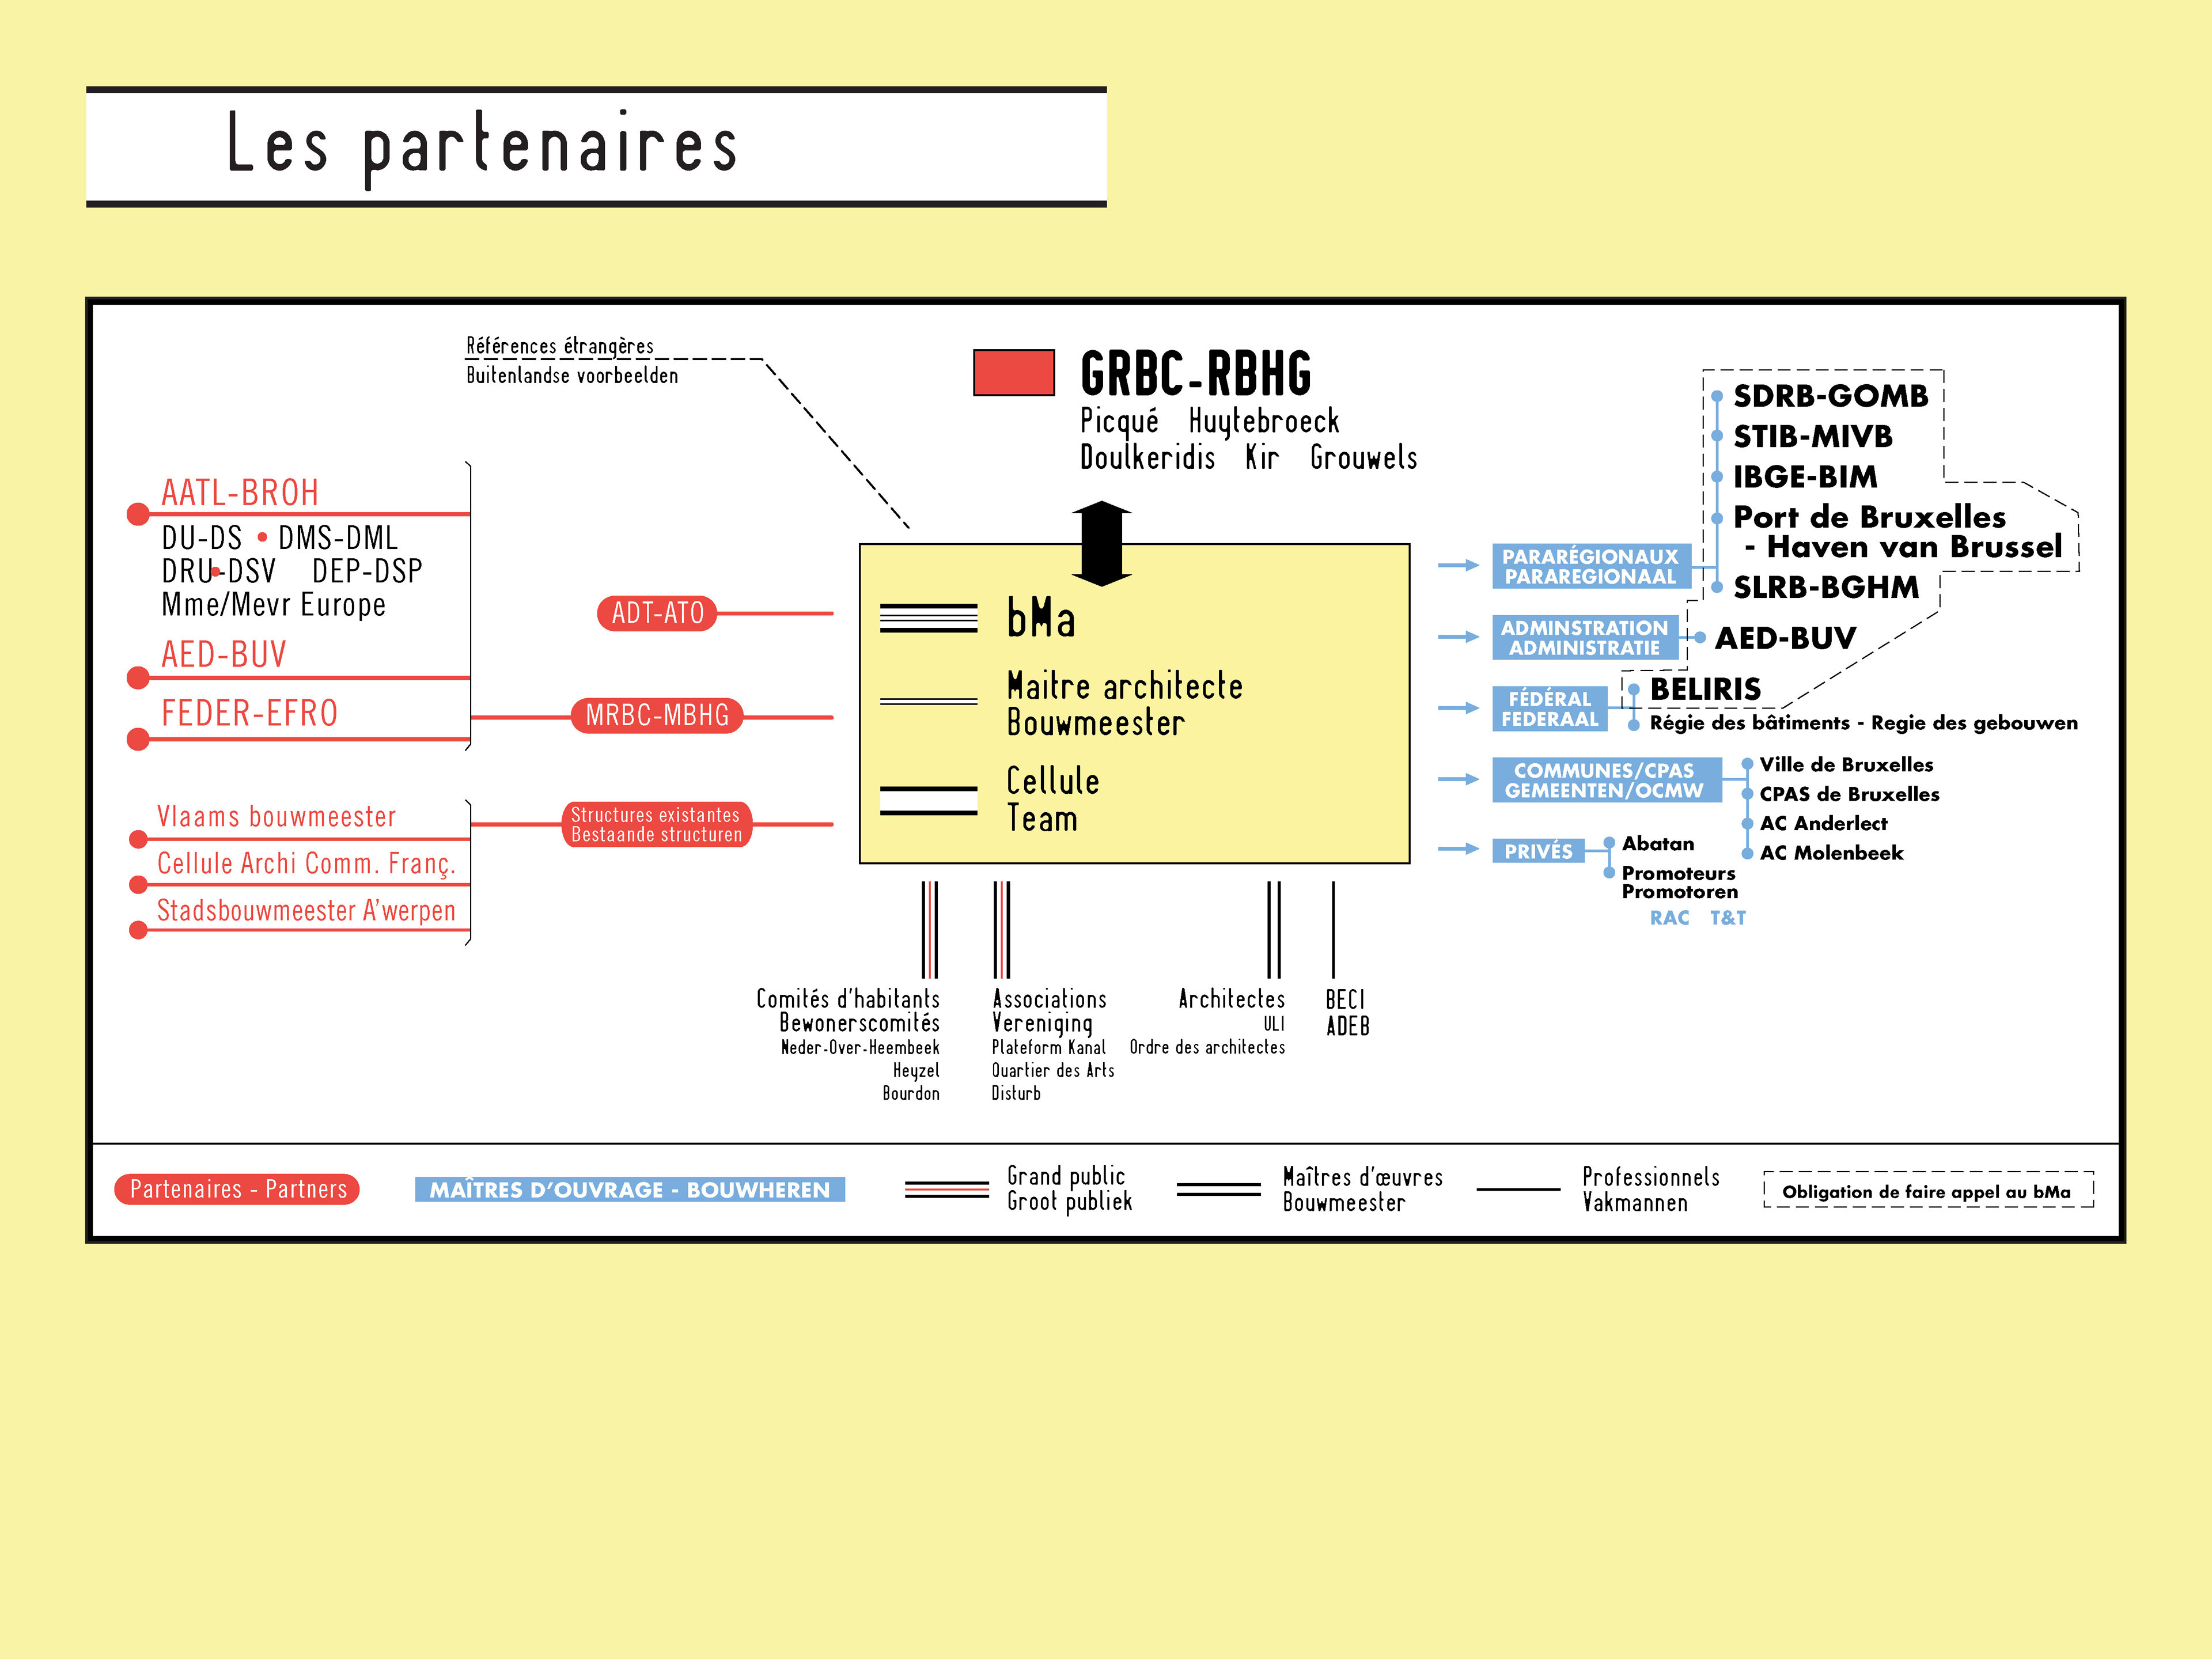 Les partenaires
Références étrangères
Buitenlandse voorbeelden
GRBC-RBHG
Picqué Huytebroeck
Doulkeridis Kir Grouwels
AATL-BROH
DU-DS • DMS-DML
DRU-DSV DEP-DSP
Mme/Mevr Europe
AED-BUV
FEDER-EFRO
Vlaams bouwmeester
Cellule Archi Comm. Franç.
Stadsbouwmeester A'werpen
ADT-ATO
MRBC-MBHG
Structures existantes
Bestaande structuren
bMa
Maitre architecte
Bouwmeester
Cellule
Team
PARARÉGIONAUX
PARAREGIONAAL
SDRB-GOMB
STIB-MIVB
IBGE-BIM
Port de Bruxelles
- Haven van Brussel
SLRB-BGHM
ADMINSTRATION
ADMINISTRATIE
AED-BUV
FÉDÉRAL
FEDERAAL
BELIRIS
Régie des bâtiments - Regie des gebouwen
COMMUNES/CPAS
GEMEENTEN/OCMW
Ville de Bruxelles
CPAS de Bruxelles
AC Anderlect
AC Molenbeek
PRIVÉS
Abatan
Promoteurs
Promotoren
RAC T&T
Comités d'habitants
Bewonerscomités
Neder-Over-Heembeek
Heyzel
Bourdon
Associations
Vereniging
Plateform Kanal
Quartier des Arts
Disturb
Architectes
ULI
Ordre des architectes
BECI
ADEB
Partenaires - Partners
MAÎTRES D'OUVRAGE - BOUWHEREN
Grand public
Groot publiek
Maîtres d'œuvres
Bouwmeester
Professionnels
Vakmannen
Obligation de faire appel au bMa